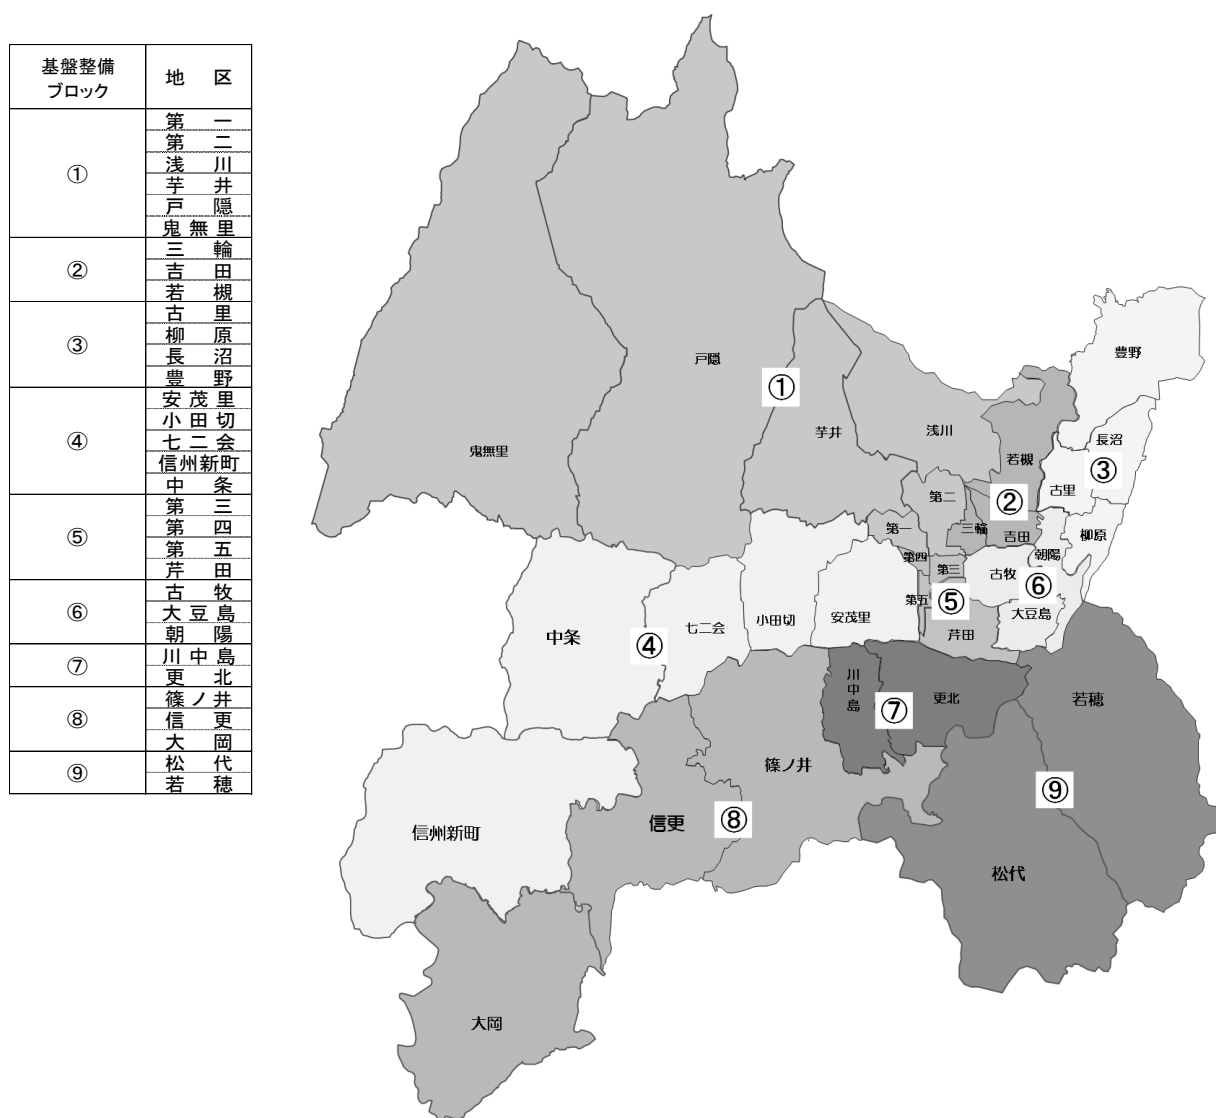 基盤整備
ブロック
地 区
①
第 一
第 二
浅 川
芋 井
戸 隠
鬼 無 里
②
三 輪
吉 田
若 槻
③
古 里
柳 原
長 沼
豊 野
④
安 茂 里
小 田 切
七 二 会
信州新町
中 条
⑤
第 三
第 四
第 五
芹 田
⑥
古 牧
大 豆 島
朝 陽
⑦
川 中 島
更 北
⑧
篠 ノ 井
信 更
大 岡
⑨
松 代
若 穂
豊野
戸隠
①
芋井
浅川
長沼
鬼無里
若槻
③
古里
第二
②
第一
三輪
吉田
柳原
朝陽
第四
第三
古牧
⑥
第五
⑤
大豆島
中条
④
七二会
小田切
安茂里
芹田
川中島
更北
若穂
⑦
篠ノ井
⑨
信州新町
信更
⑧
松代
大岡